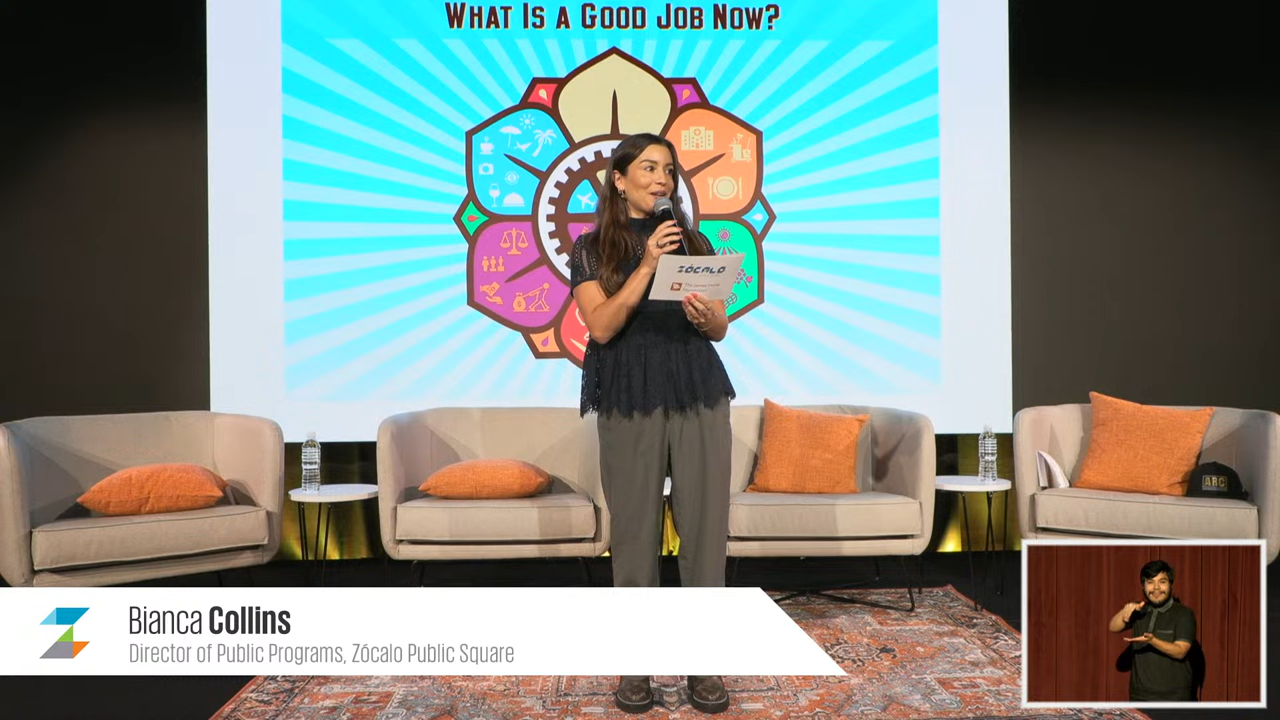 WHAT IS A GOOD JOB NOW?
ZÓCALO
ARC
Bianca Collins
Director of Public Programs, Zócalo Public Square